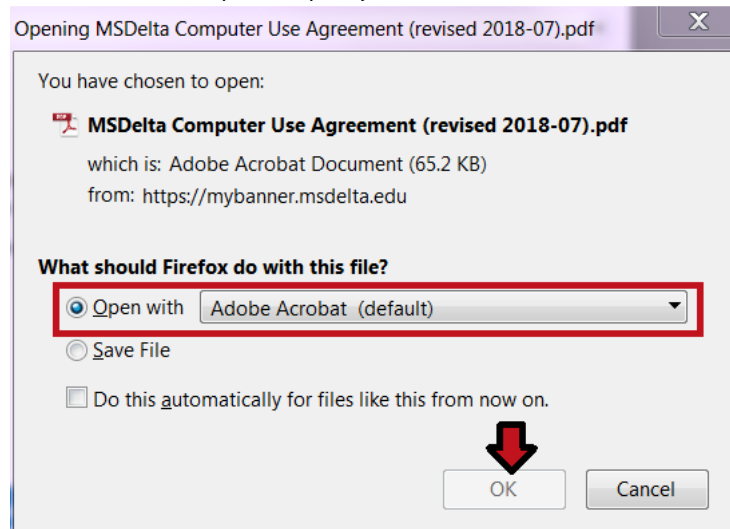 Opening MSDelta Computer Use Agreement (revised 2018-07).pdf
X
You have chosen to open:
MSDelta Computer Use Agreement (revised 2018-07).pdf
which is: Adobe Acrobat Document (65.2 KB)
from: https://mybanner.msdelta.edu
What should Firefox do with this file?
Open with Adobe Acrobat (default)
Save File
Do this automatically for files like this from now on.
OK Cancel